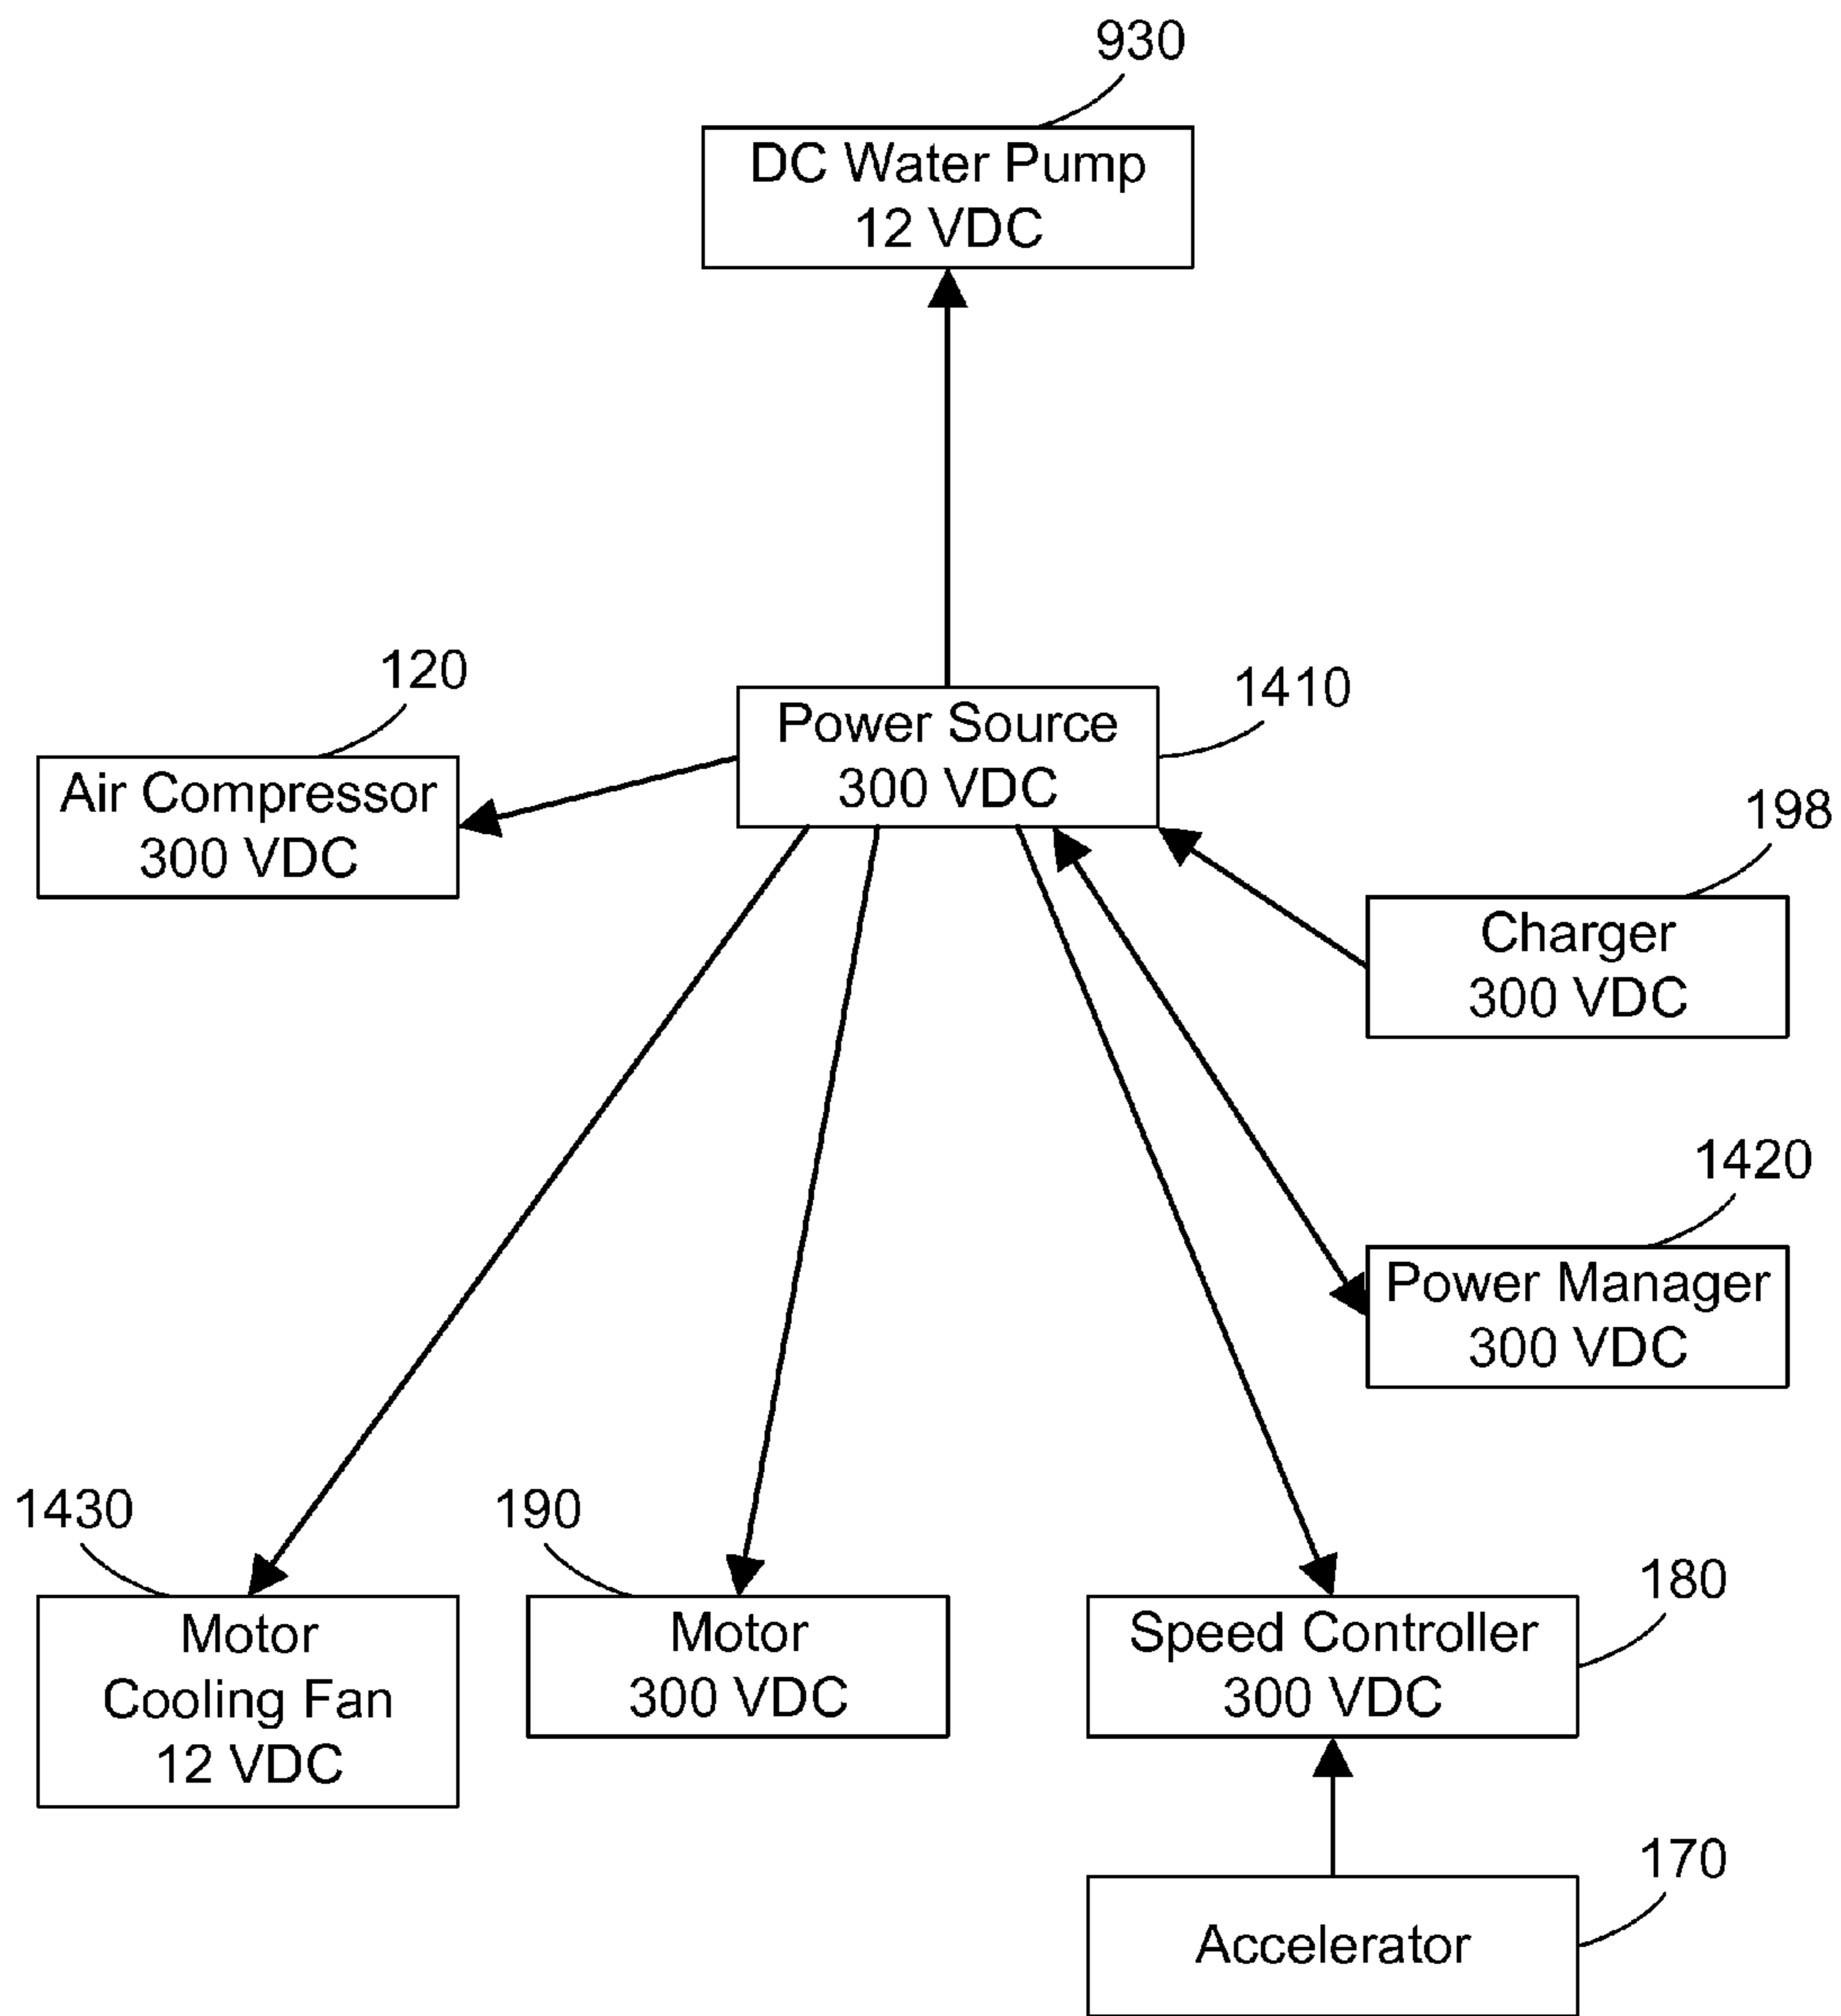 930
DC Water Pump
12 VDC
120
1410
Power Source
300 VDC
Air Compressor
300 VDC
198
Charger
300 VDC
1420
Power Manager
300 VDC
1430
190
180
Motor
Cooling Fan
12 VDC
Motor
300 VDC
Speed Controller
300 VDC
170
Accelerator